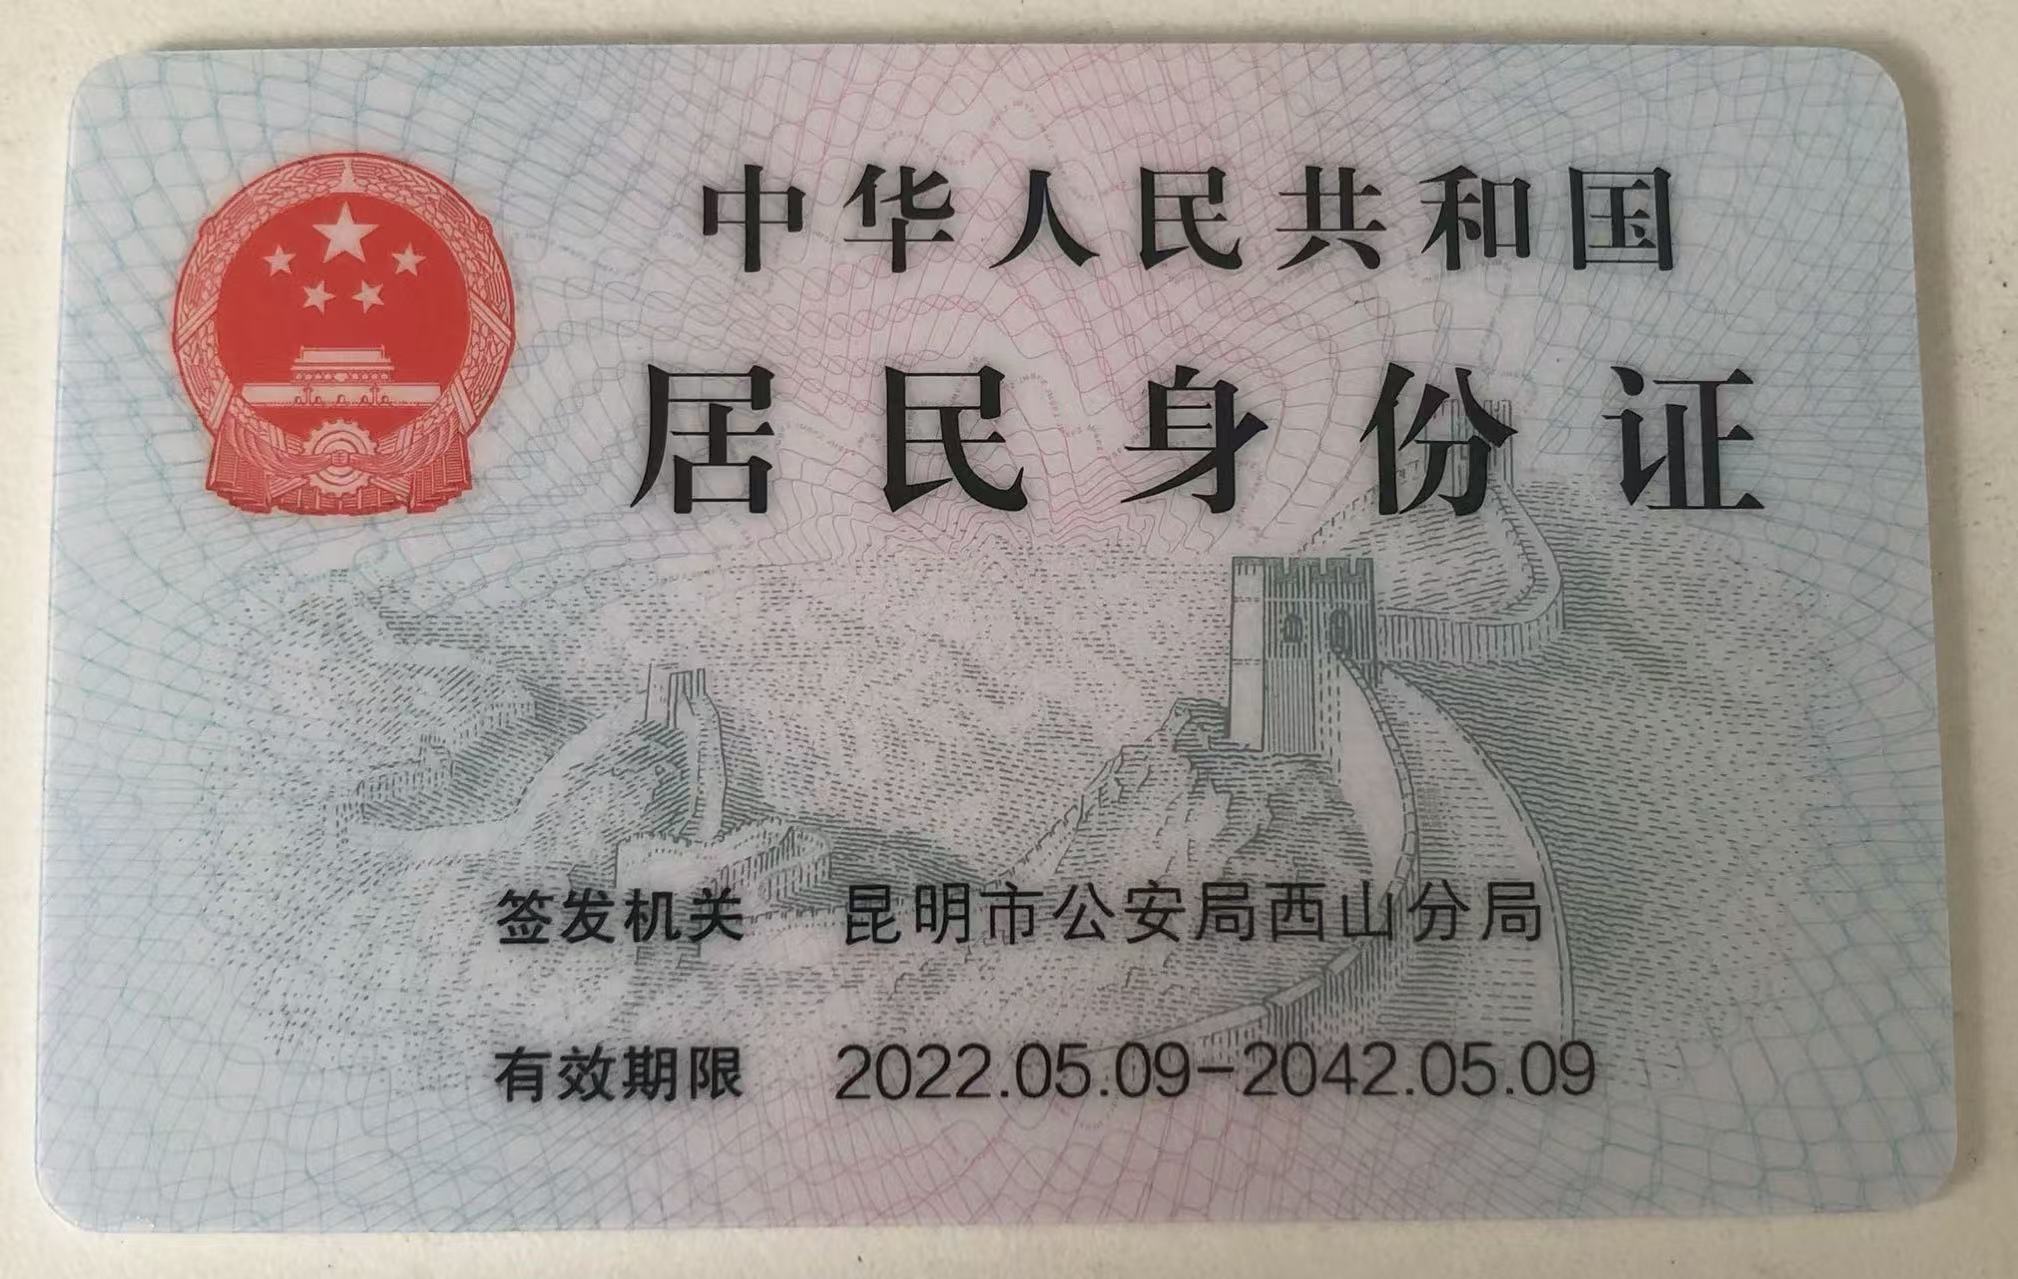 中华人民共和国
居民身份证
签发机关 昆明市公安局西山分局
有效期限 2022.05.09-2042.05.09